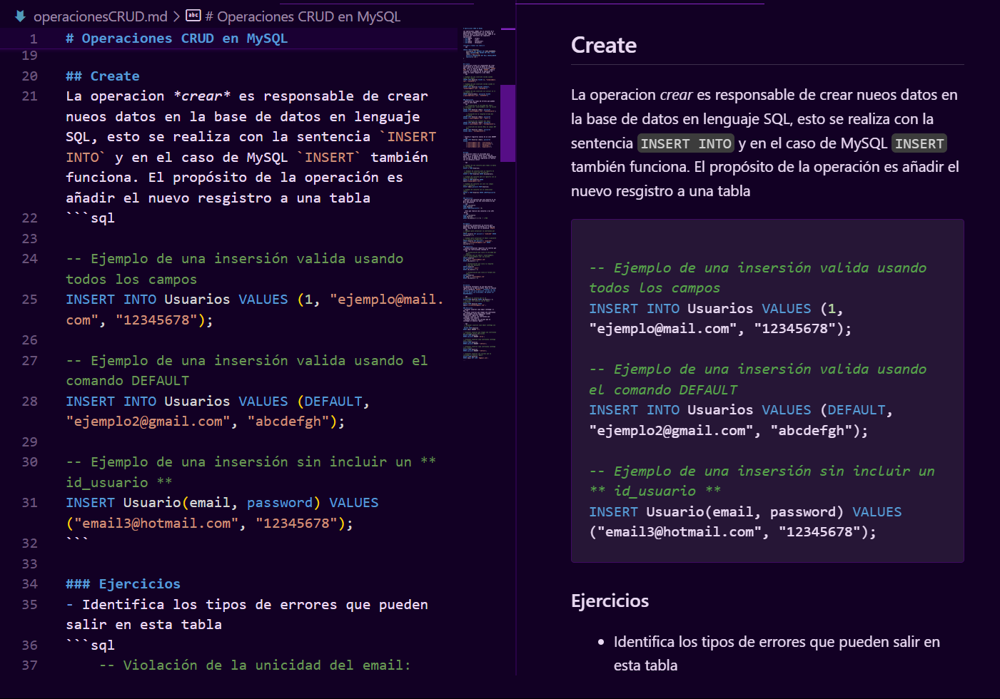 operacionesCRUD.md > abc # Operaciones CRUD en MySQL
1 # Operaciones CRUD en MySQL
19
20 ## Create
21 La operacion *crear* es responsable de crear
nueos datos en la base de datos en lenguaje
SQL, esto se realiza con la sentencia `INSERT
INTO` y en el caso de MySQL `INSERT` también
funciona. El propósito de la operación es
añadir el nuevo resgistro a una tabla
22 ```sql
23
24 -- Ejemplo de una insersión valida usando
todos los campos
25 INSERT INTO Usuarios VALUES (1, "ejemplo@mail.
com", "12345678");
26
27 -- Ejemplo de una insersión valida usando el
comando DEFAULT
28 INSERT INTO Usuarios VALUES (DEFAULT,
"ejemplo2@gmail.com", "abcdefgh");
29
30 -- Ejemplo de una insersión sin incluir un **
id_usuario **
31 INSERT Usuario(email, password) VALUES
("email3@hotmail.com", "12345678");
32 ```
33
34 ### Ejercicios
35 - Identifica los tipos de errores que pueden
salir en esta tabla
36 ```sql
37 -- Violación de la unicidad del email:
Create
La operacion crear es responsable de crear nueos datos en
la base de datos en lenguaje SQL, esto se realiza con la
sentencia INSERT INTO y en el caso de MySQL INSERT
también funciona. El propósito de la operación es añadir el
nuevo resgistro a una tabla
-- Ejemplo de una insersión valida usando
todos los campos
INSERT INTO Usuarios VALUES (1,
"ejemplo@mail.com", "12345678");
-- Ejemplo de una insersión valida usando
el comando DEFAULT
INSERT INTO Usuarios VALUES (DEFAULT,
"ejemplo2@gmail.com", "abcdefgh");
-- Ejemplo de una insersión sin incluir un
** id_usuario **
INSERT Usuario(email, password) VALUES
("email3@hotmail.com", "12345678");
Ejercicios
• Identifica los tipos de errores que pueden salir en
esta tabla